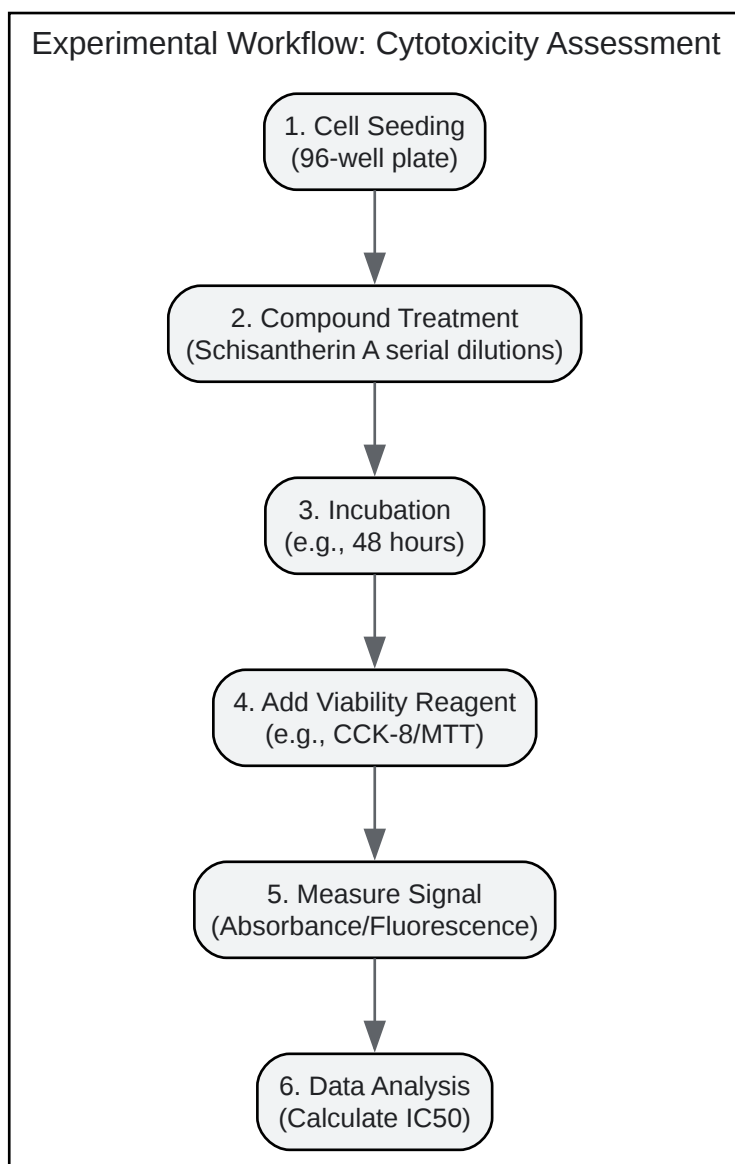 Experimental Workflow: Cytotoxicity Assessment
1. Cell Seeding
(96-well plate)
2. Compound Treatment
(Schisantherin A serial dilutions)
3. Incubation
(e.g., 48 hours)
4. Add Viability Reagent
(e.g., CCK-8/MTT)
5. Measure Signal
(Absorbance/Fluorescence)
6. Data Analysis
(Calculate IC50)